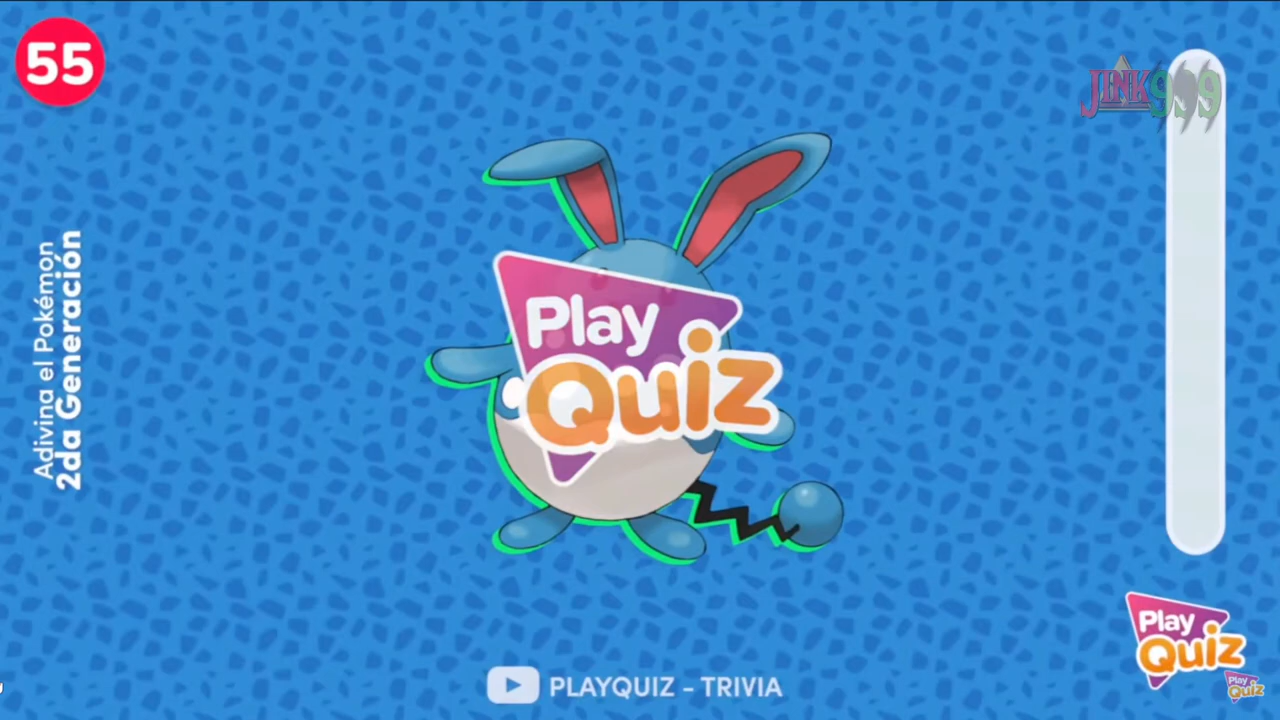 55
JINK999
Adivina el Pokémon
2da Generación
Play
Quiz
PLAYQUIZ - TRIVIA
Play
Quiz
Play
Quiz